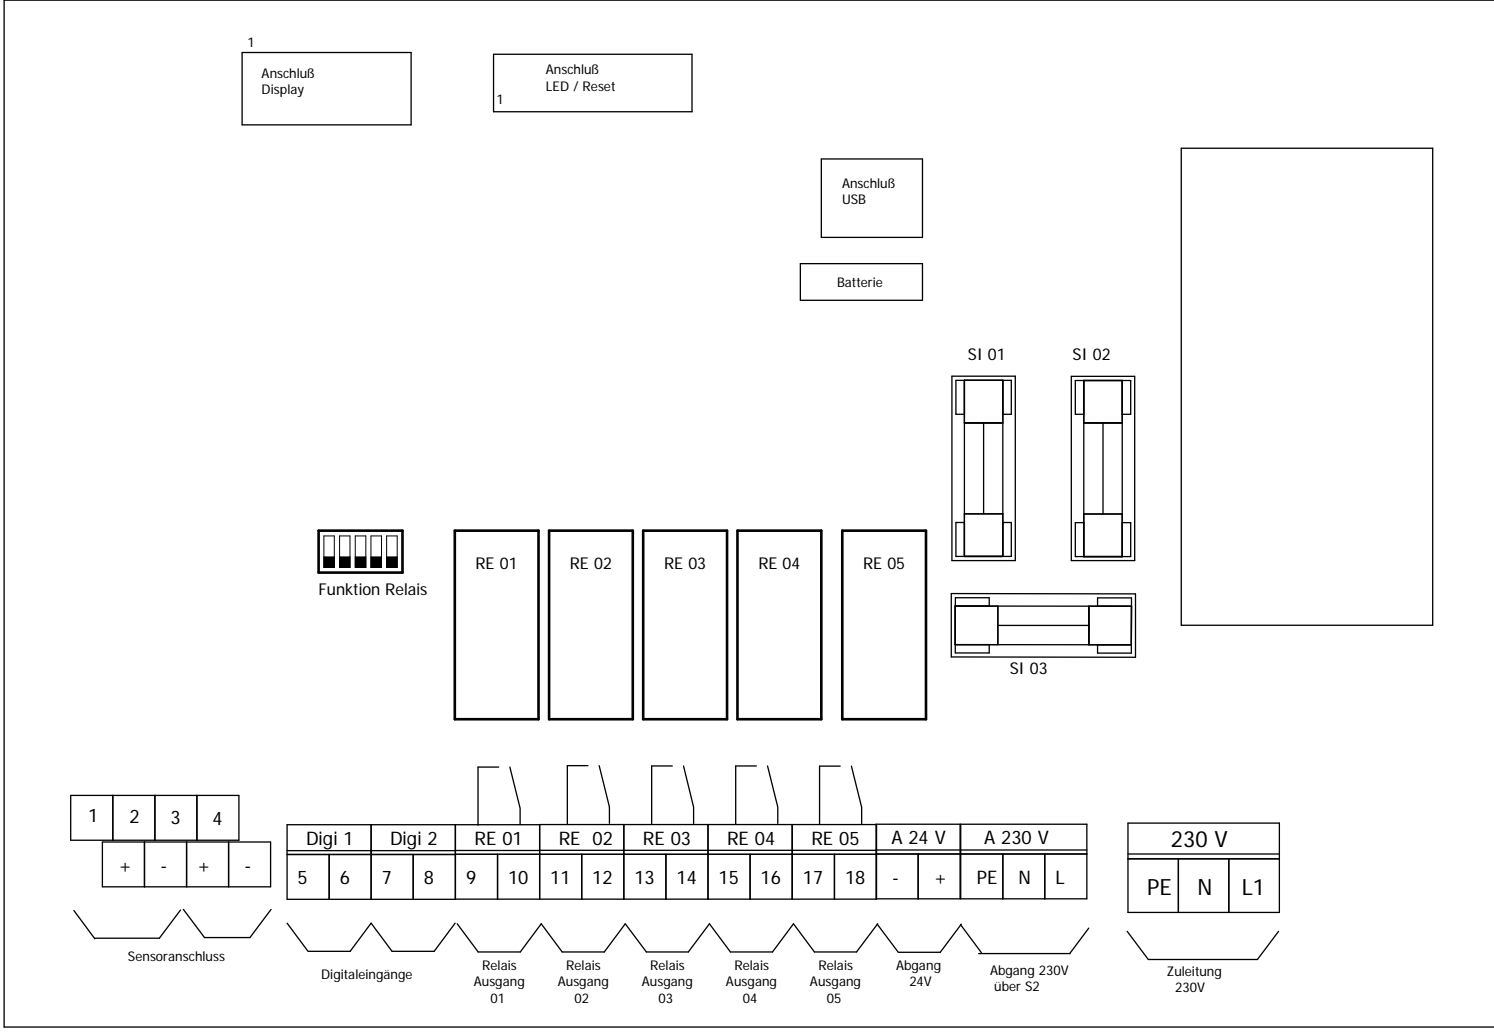 1
Anschluß
Display
Anschluß
LED / Reset
1
Anschluß
USB
Batterie
SI 01
SI 02
Funktion Relais
RE 01
RE 02
RE 03
RE 04
RE 05
SI 03
1 2 3 4
+ - + -
Digi 1 Digi 2 RE 01 RE 02 RE 03 RE 04 RE 05 A 24 V A 230 V
5 6 7 8 9 10 11 12 13 14 15 16 17 18 - + PE N L
230 V
PE N L1
Sensoranschluss
Digitaleingänge
Relais
Ausgang
01
Relais
Ausgang
02
Relais
Ausgang
03
Relais
Ausgang
04
Relais
Ausgang
05
Abgang
24V
Abgang 230V
über S2
Zuleitung
230V